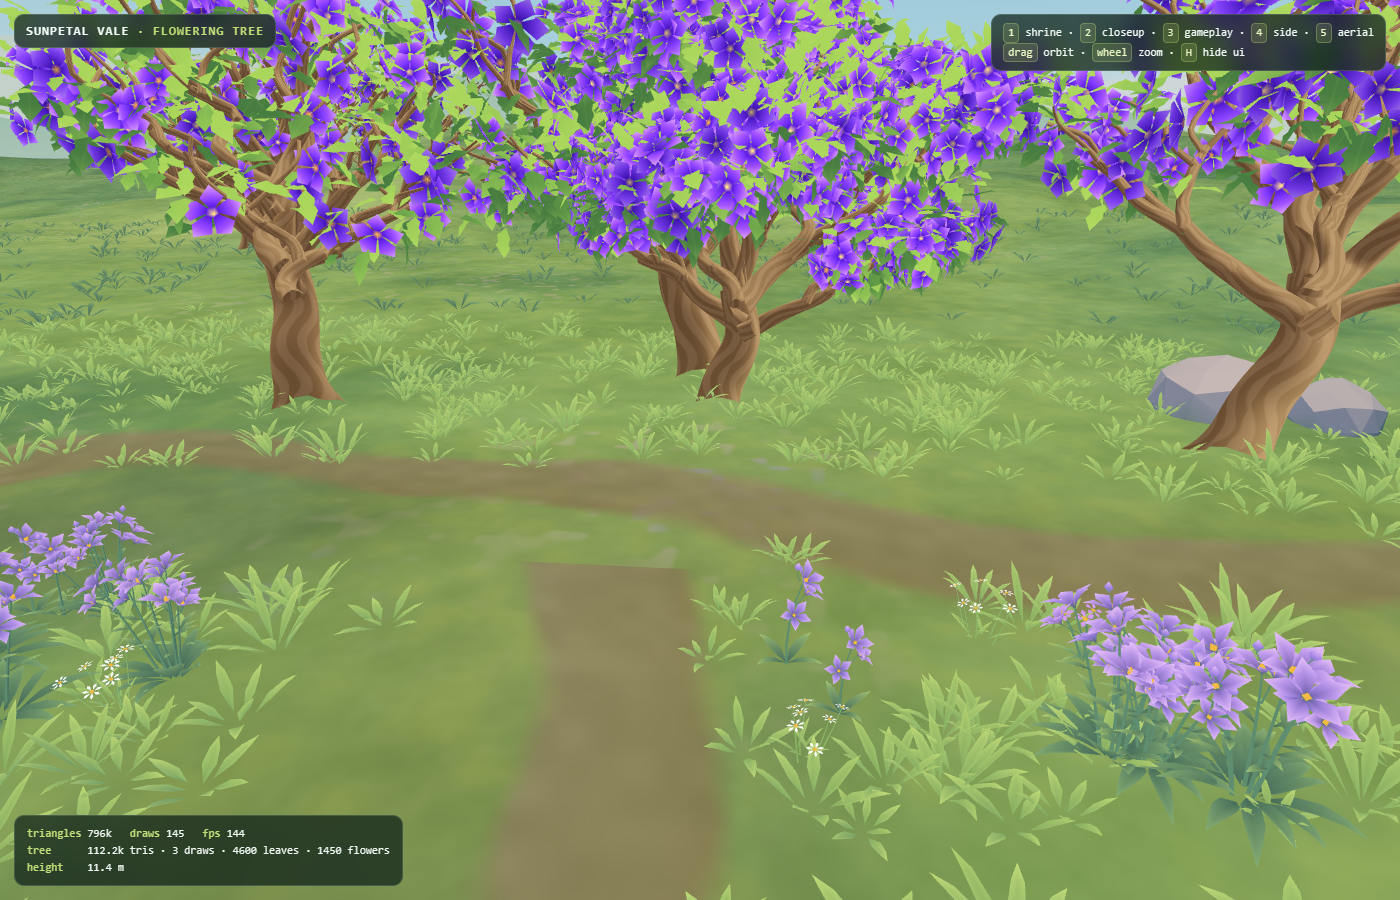 SUNPETAL VALE · FLOWERING TREE
1 shrine · 2 closeup · 3 gameplay · 4 side · 5 aerial
drag orbit · wheel zoom · H hide ui
triangles 796k draws 145 fps 144
tree 112.2k tris · 3 draws · 4600 leaves · 1450 flowers
height 11.4 m